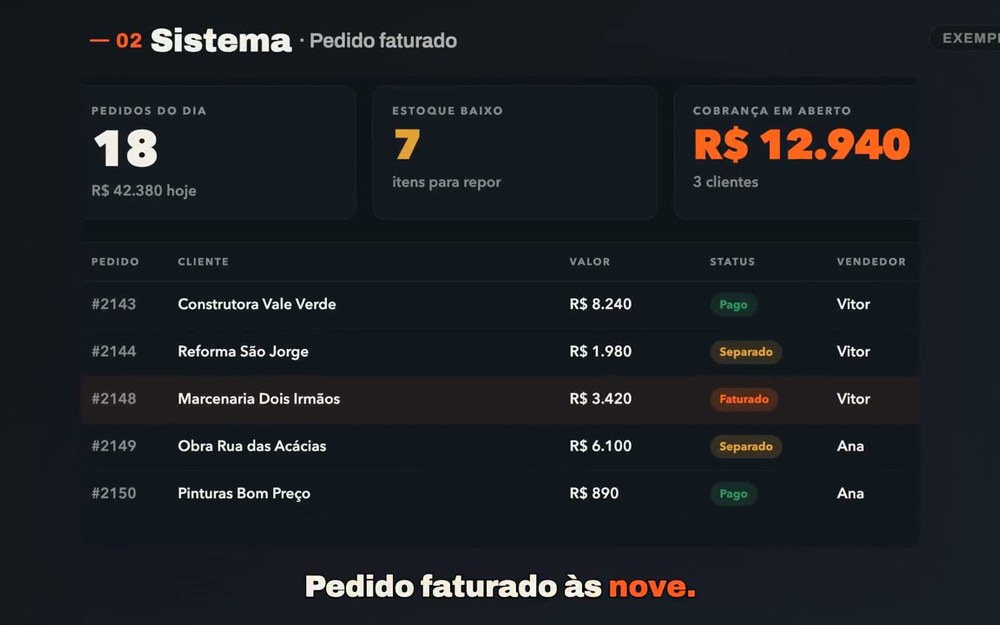 — 02 Sistema · Pedido faturado
EXEMPL
PEDIDOS DO DIA
18
R$ 42.380 hoje
ESTOQUE BAIXO
7
itens para repor
COBRANÇA EM ABERTO
R$ 12.940
3 clientes
PEDIDO CLIENTE VALOR STATUS VENDEDOR
#2143 Construtora Vale Verde R$ 8.240 Pago Vitor
#2144 Reforma São Jorge R$ 1.980 Separado Vitor
#2148 Marcenaria Dois Irmãos R$ 3.420 Faturado Vitor
#2149 Obra Rua das Acácias R$ 6.100 Separado Ana
#2150 Pinturas Bom Preço R$ 890 Pago Ana
Pedido faturado às nove.